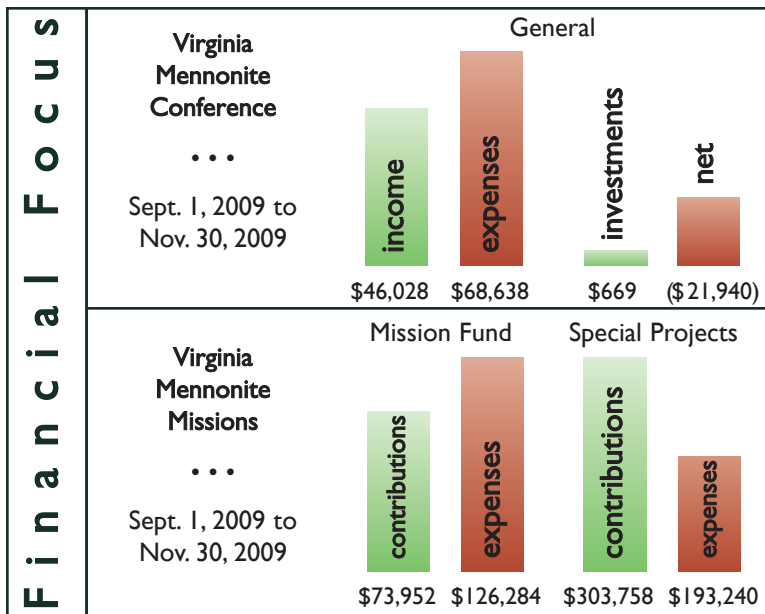 Financial Focus
Virginia
Mennonite
Conference
...
Sept. 1, 2009 to
Nov. 30, 2009
General
income
expenses
investments
net
$46,028 $68,638 $669 ($21,940)
Virginia
Mennonite
Missions
...
Sept. 1, 2009 to
Nov. 30, 2009
Mission Fund Special Projects
contributions
expenses
contributions
expenses
$73,952 $126,284 $303,758 $193,240